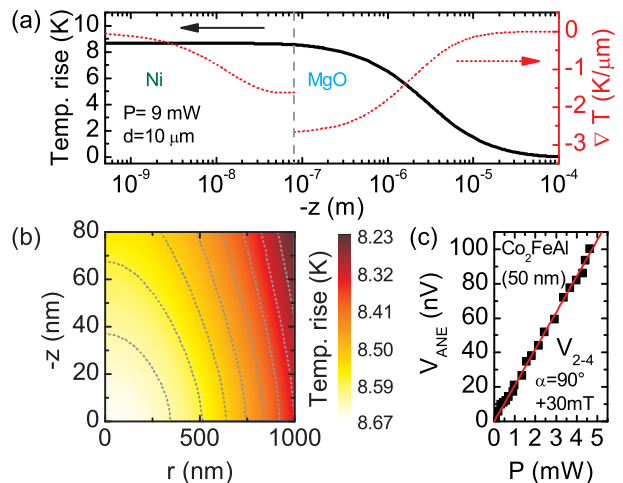 (a)
Temp. rise (K)
10
8
6
4
2
0
Ni
MgO
P= 9 mW
d=10 μm
0
-1
-2
-3
∇ T (K/μm)
10⁻⁹ 10⁻⁸ 10⁻⁷ 10⁻⁶ 10⁻⁵ 10⁻⁴
-z (m)
(b)
-z (nm)
80
60
40
20
0
0 500 1000
r (nm)
Temp. rise (K)
8.23
8.32
8.41
8.50
8.59
8.67
(c)
V_ANE (nV)
100
80
60
40
20
0
Co₂FeAl
(50 nm)
V₂₋₄
α=90°
+30mT
0 1 2 3 4 5
P (mW)